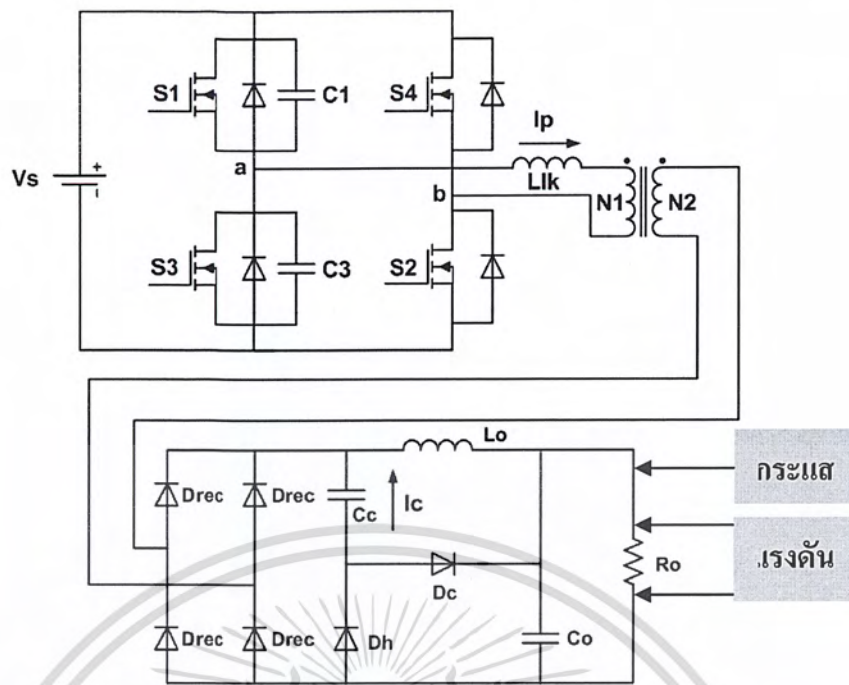 S1
C1
S4
Ip
Vs
+
-
a
Llk
b
N1
N2
S3
C3
S2
Lo
กระแส
Drec
Drec
Cc
Ic
แรงดัน
Ro
Dc
Drec
Drec
Dh
Co